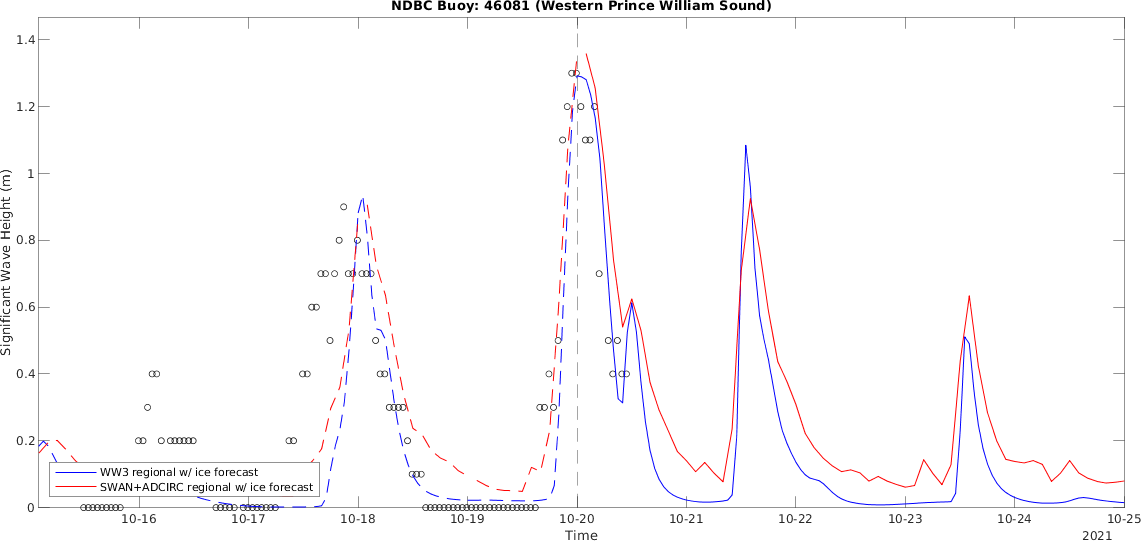 NDBC Buoy: 46081 (Western Prince William Sound)
Significant Wave Height (m)
1.4
1.2
1
0.8
0.6
0.4
0.2
0
WW3 regional w/ ice forecast
SWAN+ADCIRC regional w/ ice forecast
10-16 10-17 10-18 10-19 10-20 10-21 10-22 10-23 10-24 10-25
Time
2021